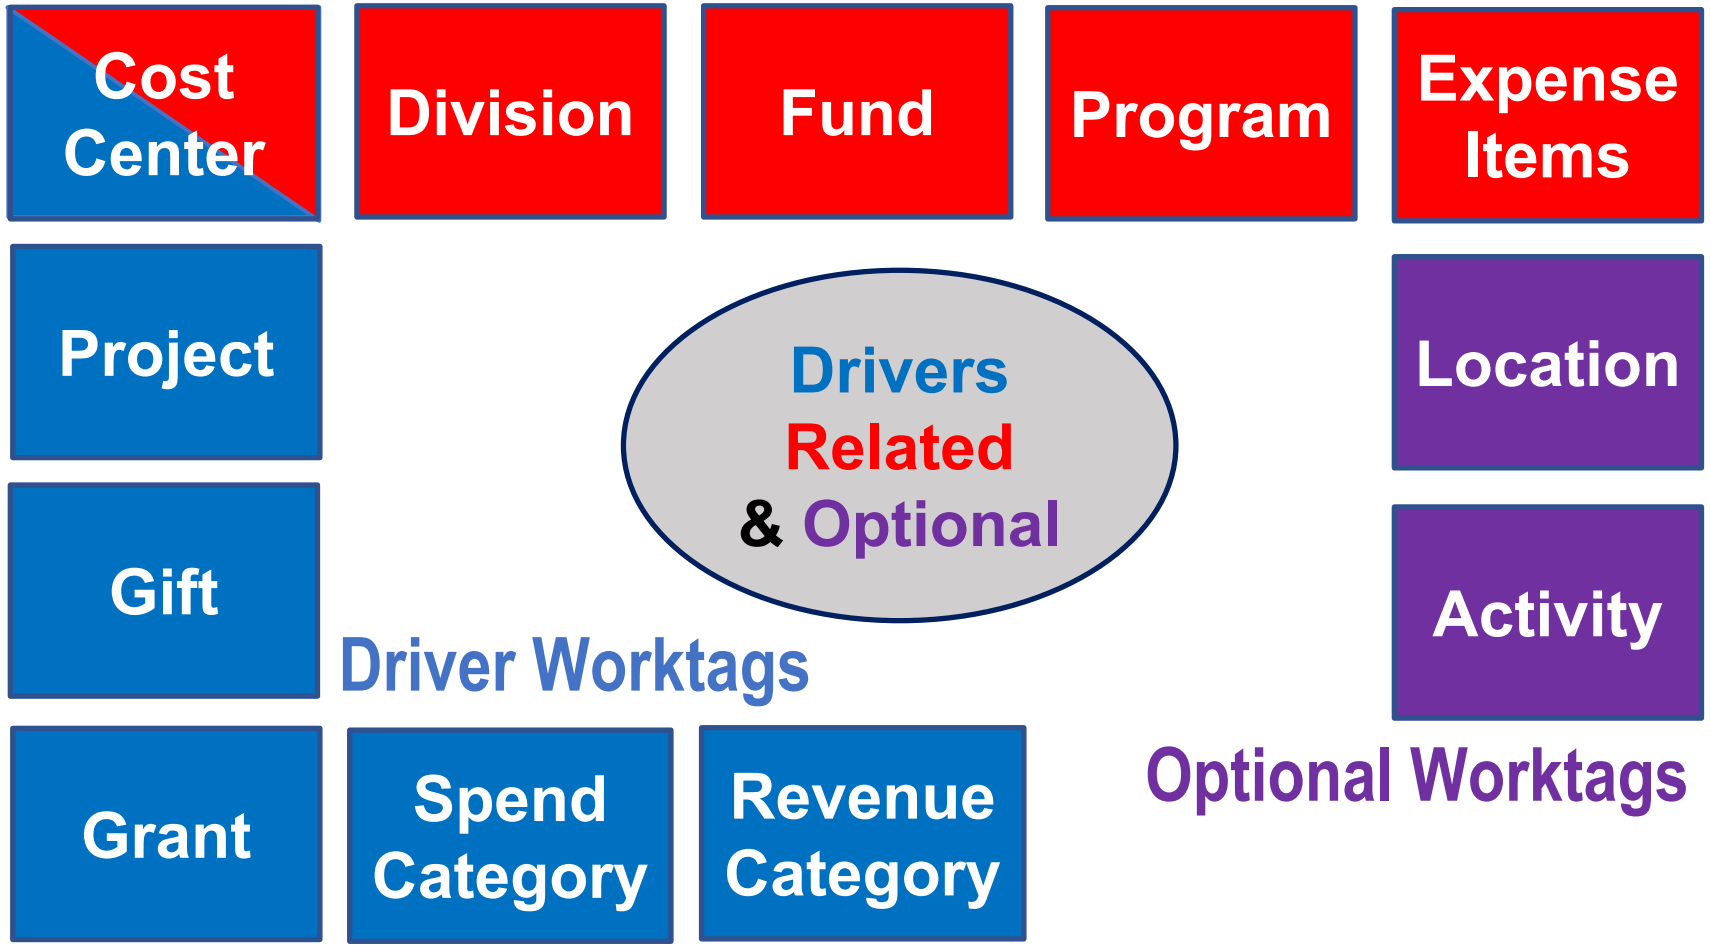 Cost
Center
Division
Fund
Program
Expense
Items
Project
Drivers
Related
& Optional
Location
Gift
Activity
Driver Worktags
Optional Worktags
Grant
Spend
Category
Revenue
Category